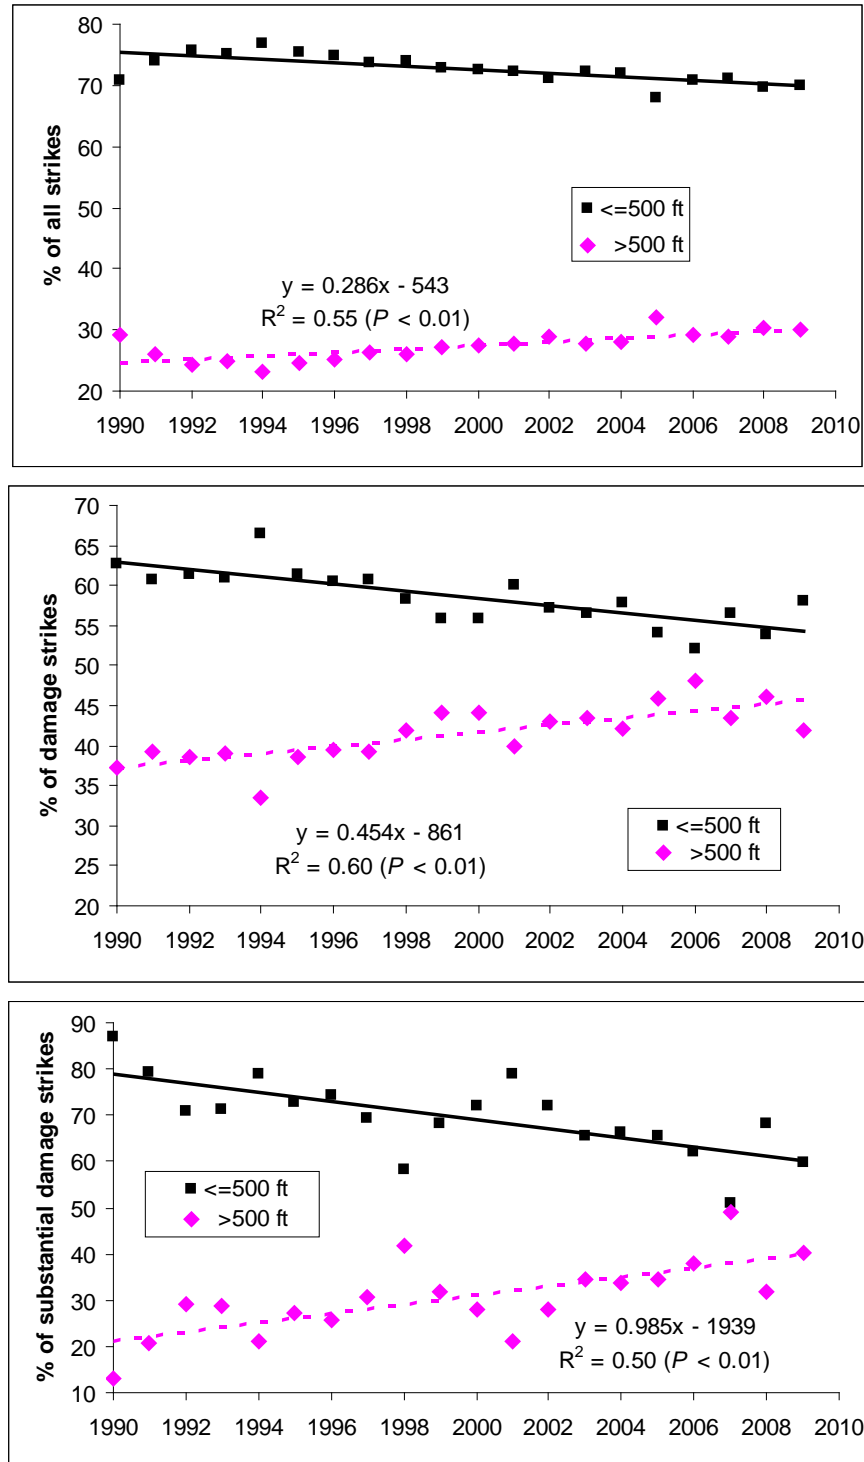 80
70
60
50
40
30
20
% of all strikes
<=500 ft
>500 ft
y = 0.286x - 543
R² = 0.55 (P < 0.01)
1990 1992 1994 1996 1998 2000 2002 2004 2006 2008 2010
70
65
60
55
50
45
40
35
30
25
20
% of damage strikes
y = 0.454x - 861
R² = 0.60 (P < 0.01)
<=500 ft
>500 ft
1990 1992 1994 1996 1998 2000 2002 2004 2006 2008 2010
90
80
70
60
50
40
30
20
10
% of substantial damage strikes
<=500 ft
>500 ft
y = 0.985x - 1939
R² = 0.50 (P < 0.01)
1990 1992 1994 1996 1998 2000 2002 2004 2006 2008 2010